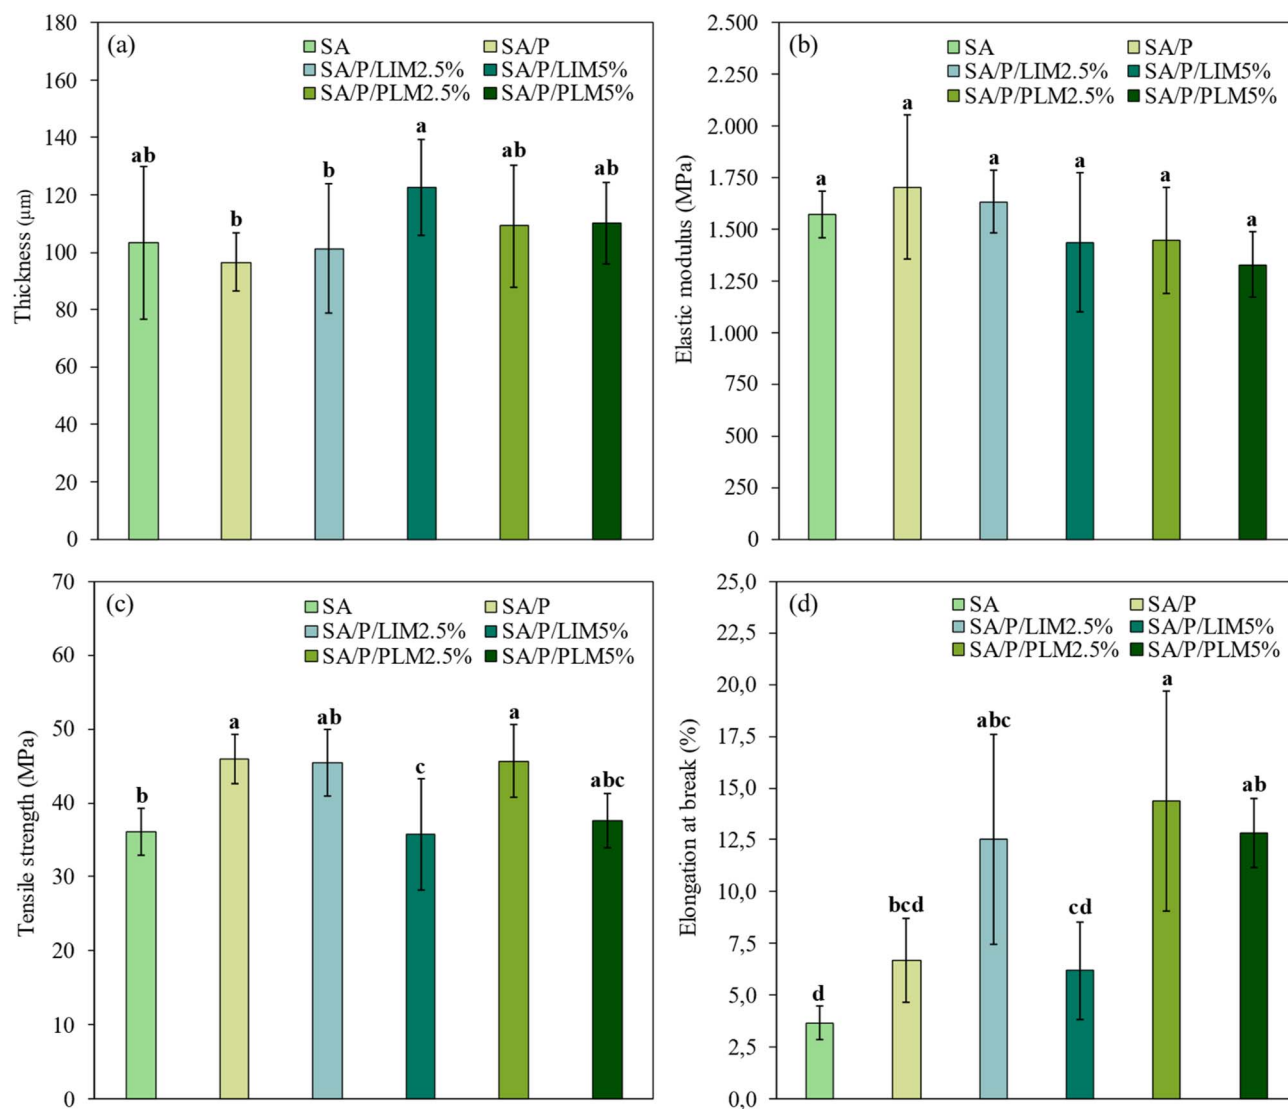 (a)
SA
SA/P
SA/P/LIM2.5%
SA/P/LIM5%
SA/P/PLM2.5%
SA/P/PLM5%
Thickness (μm)
180
160
140
120
100
80
60
40
20
0
ab
b
b
a
ab
ab
(b)
SA
SA/P
SA/P/LIM2.5%
SA/P/LIM5%
SA/P/PLM2.5%
SA/P/PLM5%
Elastic modulus (MPa)
2.500
2.250
2.000
1.750
1.500
1.250
1.000
750
500
250
0
a
a
a
a
a
a
(c)
SA
SA/P
SA/P/LIM2.5%
SA/P/LIM5%
SA/P/PLM2.5%
SA/P/PLM5%
Tensile strength (MPa)
70
60
50
40
30
20
10
0
b
a
ab
c
a
abc
(d)
SA
SA/P
SA/P/LIM2.5%
SA/P/LIM5%
SA/P/PLM2.5%
SA/P/PLM5%
Elongation at break (%)
25,0
22,5
20,0
17,5
15,0
12,5
10,0
7,5
5,0
2,5
0,0
d
bcd
abc
cd
a
ab